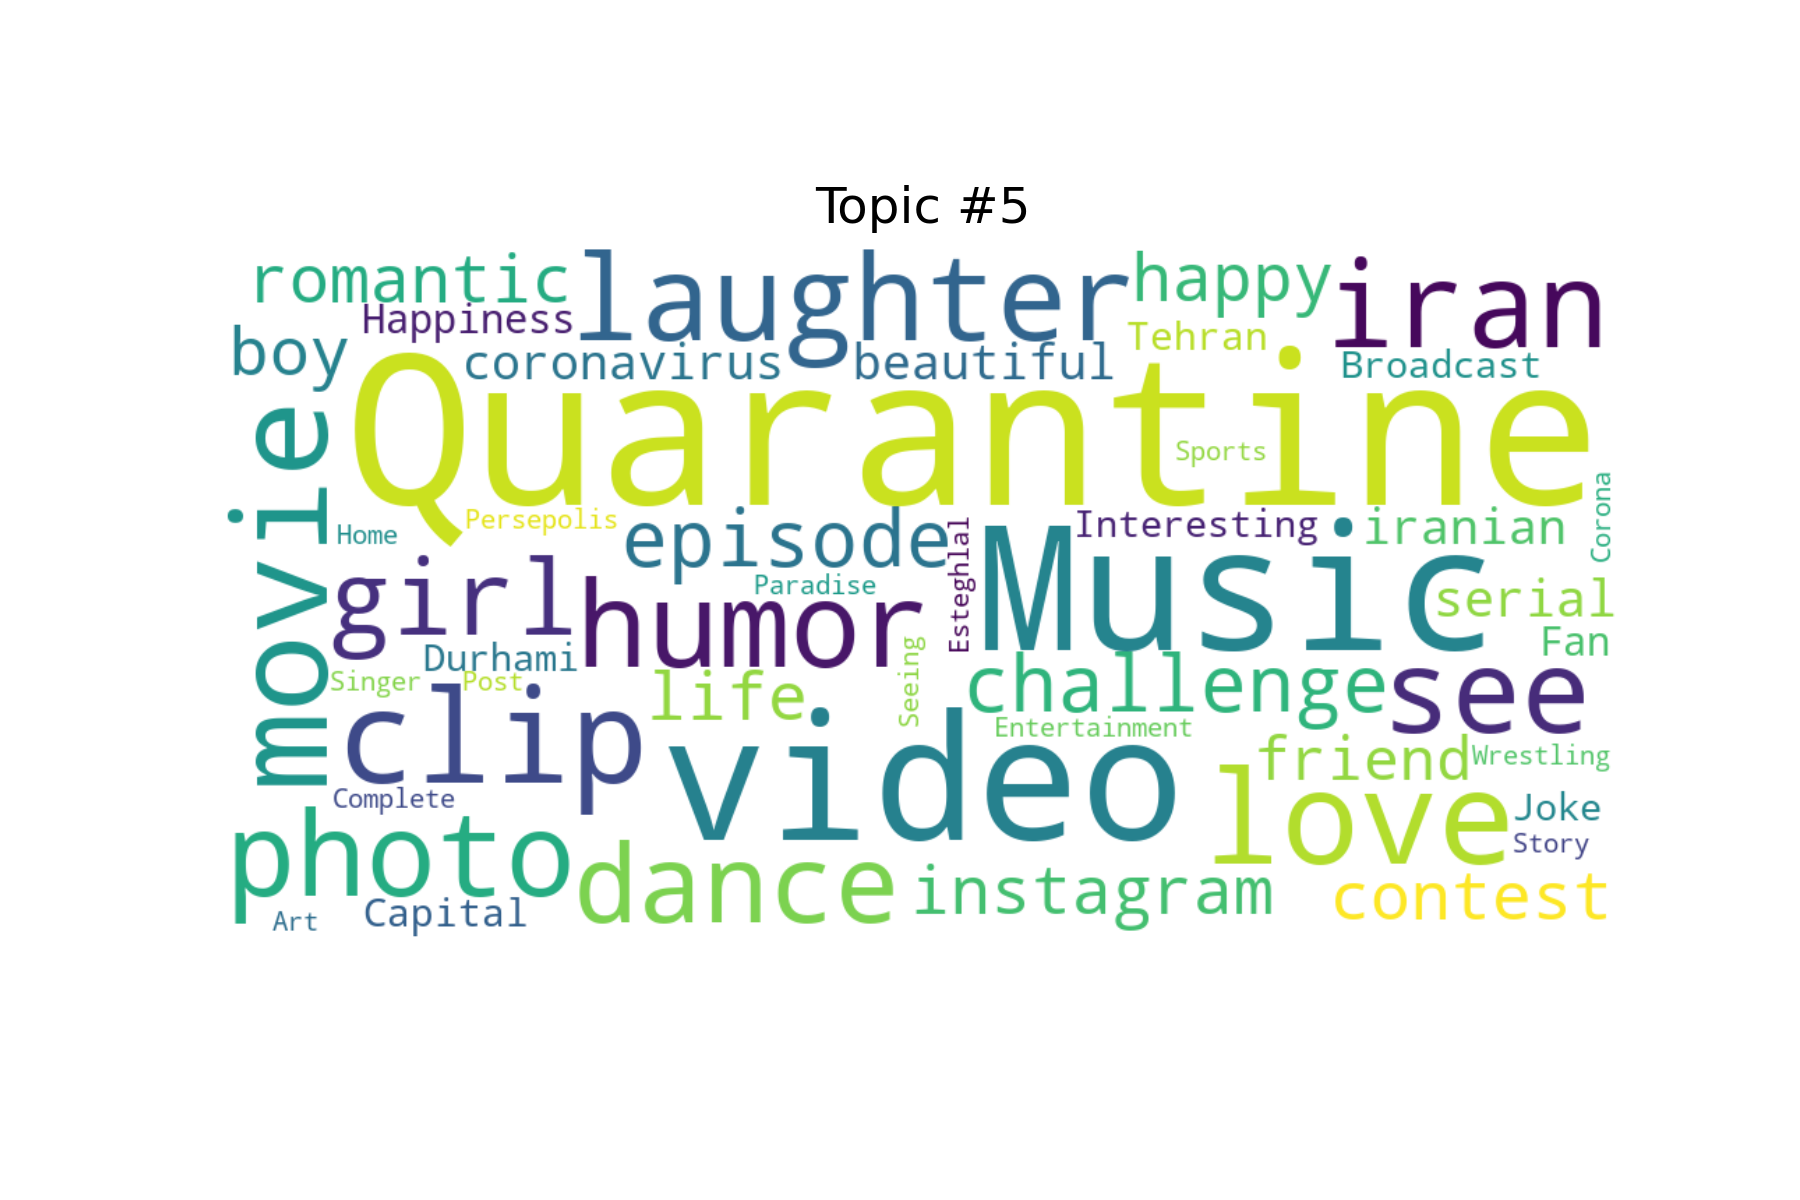 Topic #5
romantic
laughter
happy
iran
Happiness
boy
coronavirus
beautiful
Tehran
Broadcast
Quarantine
Sports
movie
Home
Persepolis
episode
Esteghlal
Interesting
iranian
Corona
girl
humor
Paradise
Music
serial
Fan
Durhami
Singer
Post
clip
life
Seeing
challenge
see
Entertainment
video
friend
Wrestling
Complete
love
Joke
Story
photo
dance
instagram
contest
Art
Capital